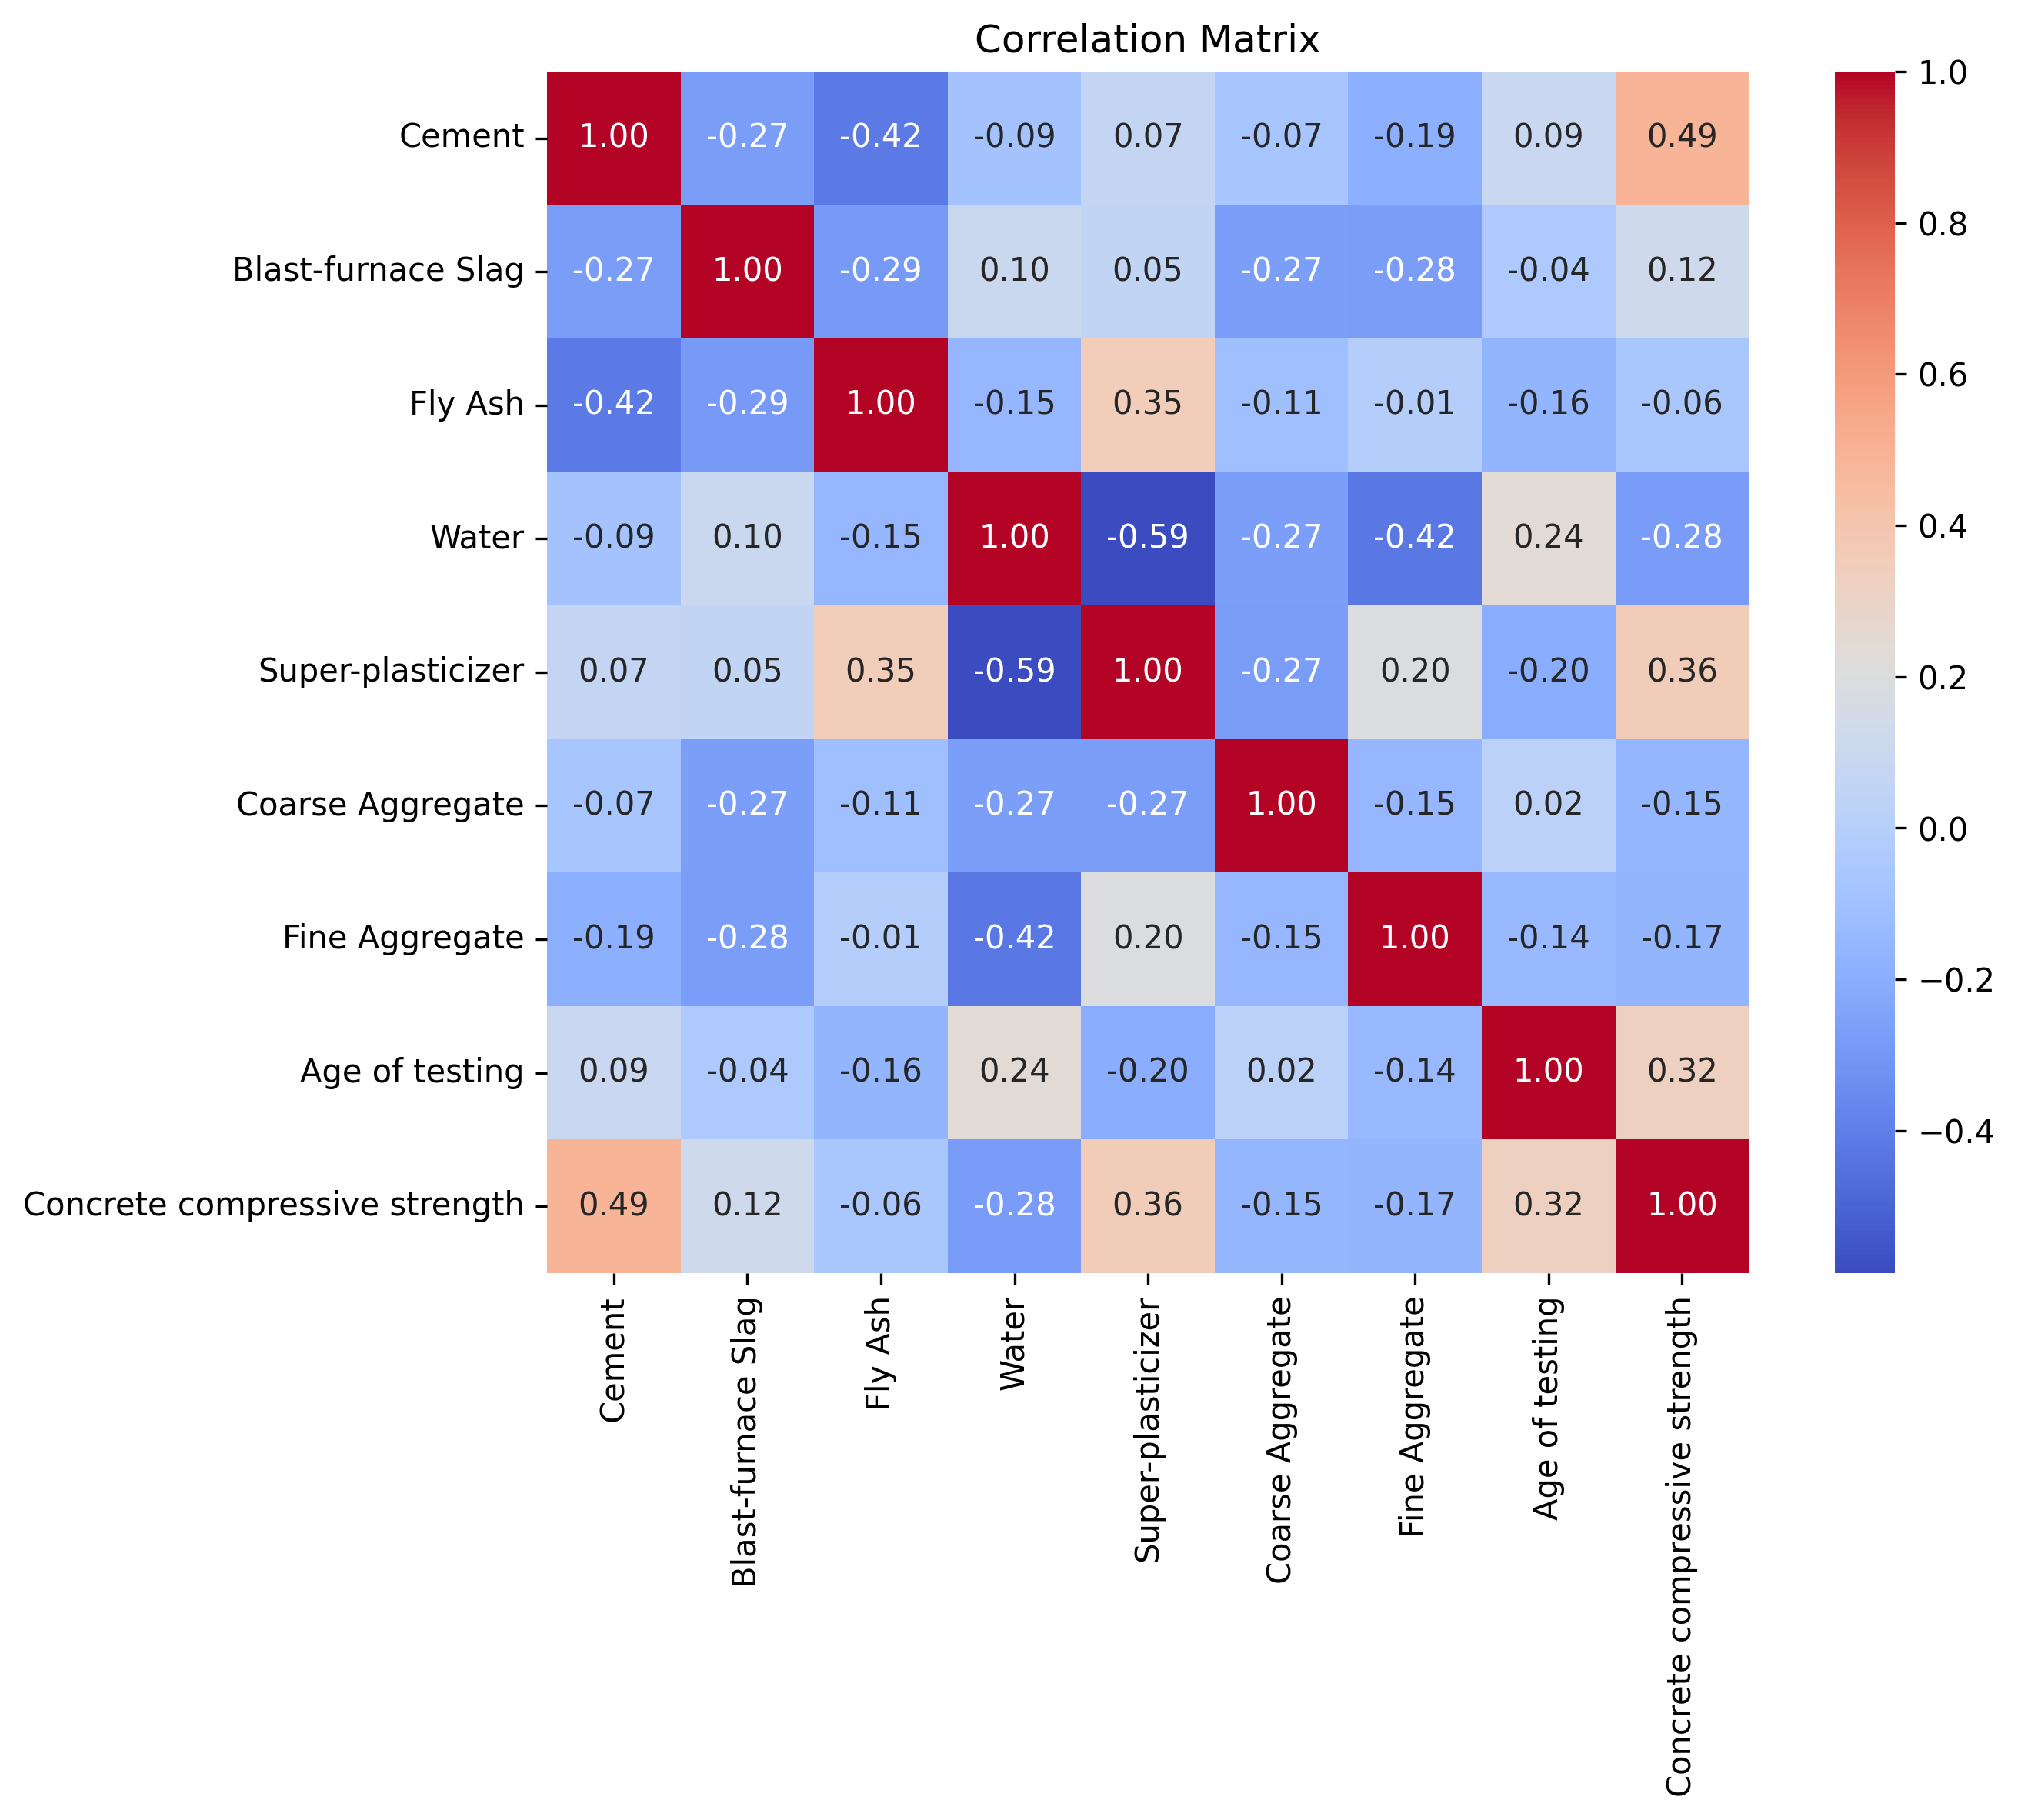 Correlation Matrix
Cement 1.00 -0.27 -0.42 -0.09 0.07 -0.07 -0.19 0.09 0.49
Blast-furnace Slag -0.27 1.00 -0.29 0.10 0.05 -0.27 -0.28 -0.04 0.12
Fly Ash -0.42 -0.29 1.00 -0.15 0.35 -0.11 -0.01 -0.16 -0.06
Water -0.09 0.10 -0.15 1.00 -0.59 -0.27 -0.42 0.24 -0.28
Super-plasticizer 0.07 0.05 0.35 -0.59 1.00 -0.27 0.20 -0.20 0.36
Coarse Aggregate -0.07 -0.27 -0.11 -0.27 -0.27 1.00 -0.15 0.02 -0.15
Fine Aggregate -0.19 -0.28 -0.01 -0.42 0.20 -0.15 1.00 -0.14 -0.17
Age of testing 0.09 -0.04 -0.16 0.24 -0.20 0.02 -0.14 1.00 0.32
Concrete compressive strength 0.49 0.12 -0.06 -0.28 0.36 -0.15 -0.17 0.32 1.00
Cement
Blast-furnace Slag
Fly Ash
Water
Super-plasticizer
Coarse Aggregate
Fine Aggregate
Age of testing
Concrete compressive strength
1.0
0.8
0.6
0.4
0.2
0.0
−0.2
−0.4